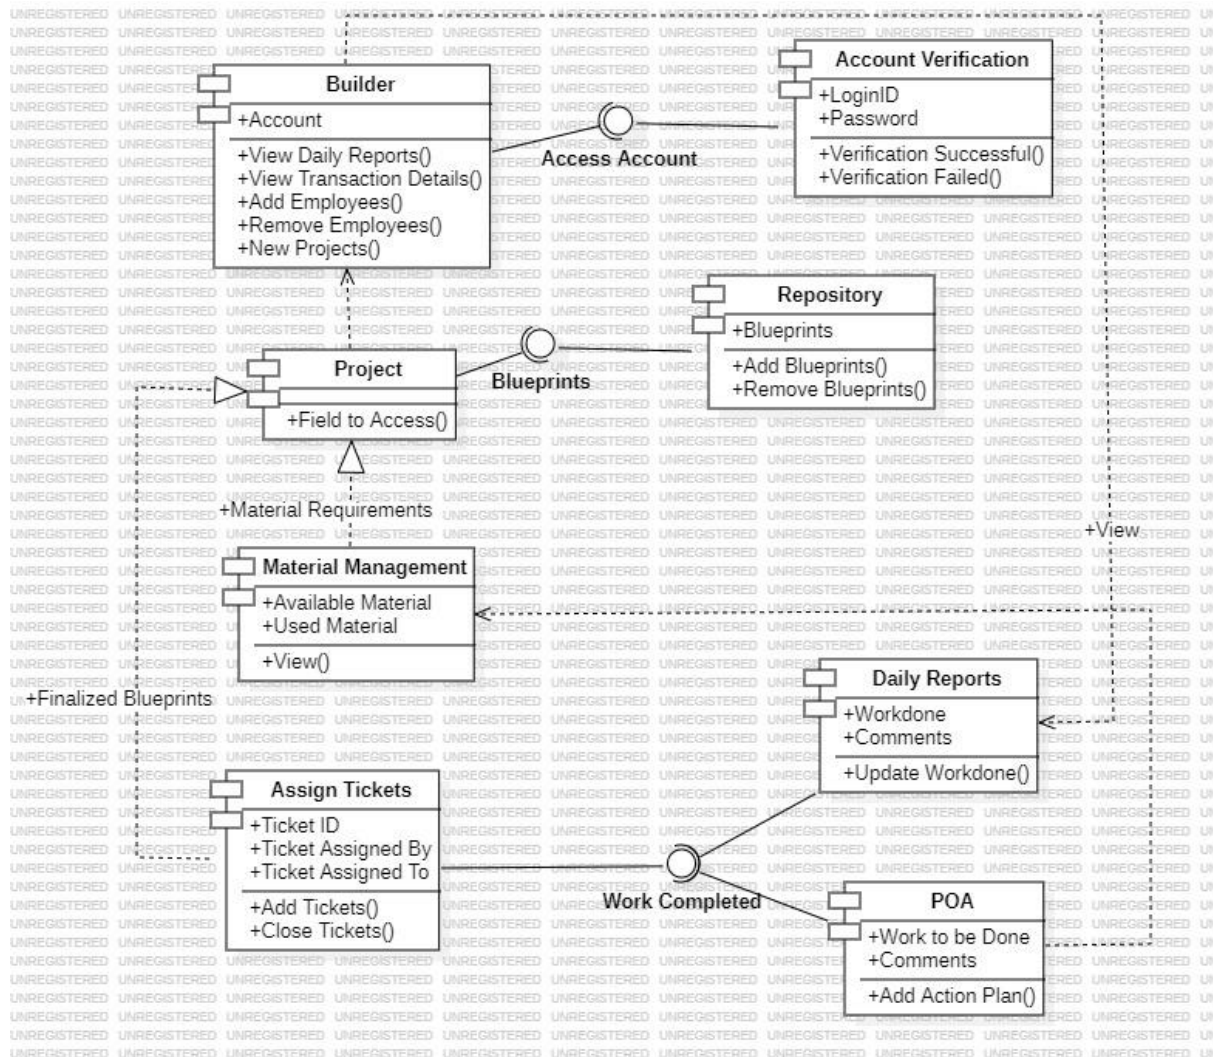 UNREGISTERED
Builder
+Account
+View Daily Reports()
+View Transaction Details()
+Add Employees()
+Remove Employees()
+New Projects()
Access Account
Account Verification
+LoginID
+Password
+Verification Successful()
+Verification Failed()
Project
+Field to Access()
Blueprints
Repository
+Blueprints
+Add Blueprints()
+Remove Blueprints()
+Material Requirements
+View
Material Management
+Available Material
+Used Material
+View()
+Finalized Blueprints
Daily Reports
+Workdone
+Comments
+Update Workdone()
Assign Tickets
+Ticket ID
+Ticket Assigned By
+Ticket Assigned To
+Add Tickets()
+Close Tickets()
Work Completed
POA
+Work to be Done
+Comments
+Add Action Plan()